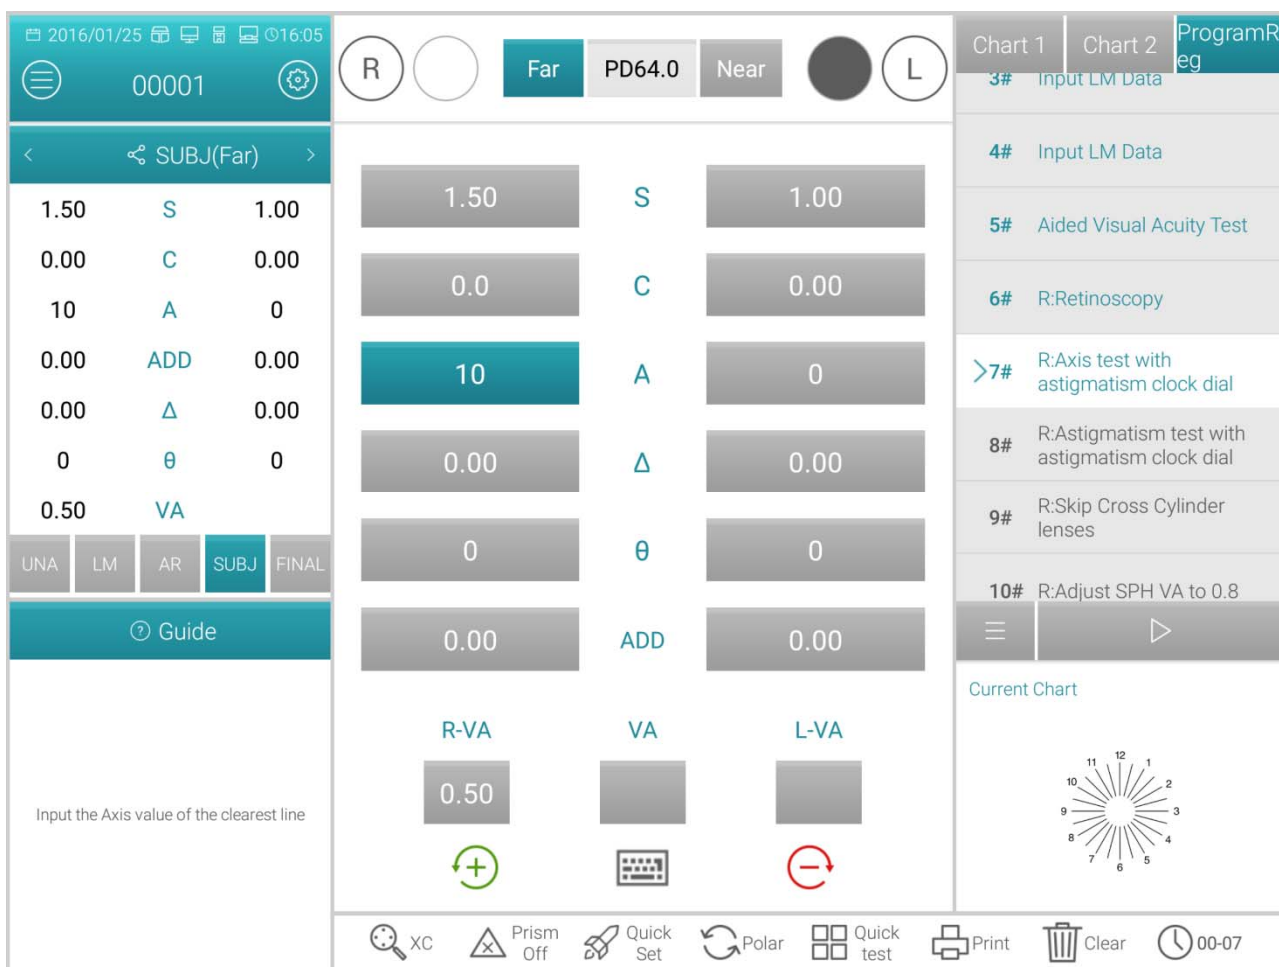 2016/01/25 16:05
00001
SUBJ(Far)
1.50 S 1.00
0.00 C 0.00
10 A 0
0.00 ADD 0.00
0.00 Δ 0.00
0 θ 0
0.50 VA
UNA LM AR SUBJ FINAL
Guide
Input the Axis value of the clearest line
R Far PD64.0 Near L
1.50 S 1.00
0.0 C 0.00
10 A 0
0.00 Δ 0.00
0 θ 0
0.00 ADD 0.00
R-VA VA L-VA
0.50
XC
Prism
Off
Quick
Set
Polar
Quick
test
Print
Clear
00-07
Chart 1
Chart 2
ProgramR
eg
3# Input LM Data
4# Input LM Data
5# Aided Visual Acuity Test
6# R:Retinoscopy
>7# R:Axis test with
astigmatism clock dial
8# R:Astigmatism test with
astigmatism clock dial
9# R:Skip Cross Cylinder
lenses
10# R:Adjust SPH VA to 0.8
Current Chart
12
11 1
10 2
9 3
8 4
7 5
6